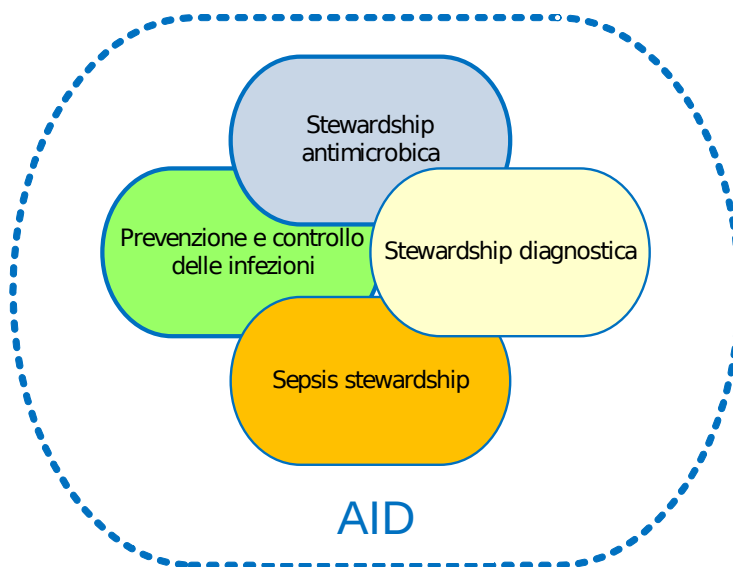 Stewardship
antimicrobica
Prevenzione e controllo
delle infezioni
Stewardship diagnostica
Sepsis stewardship
AID